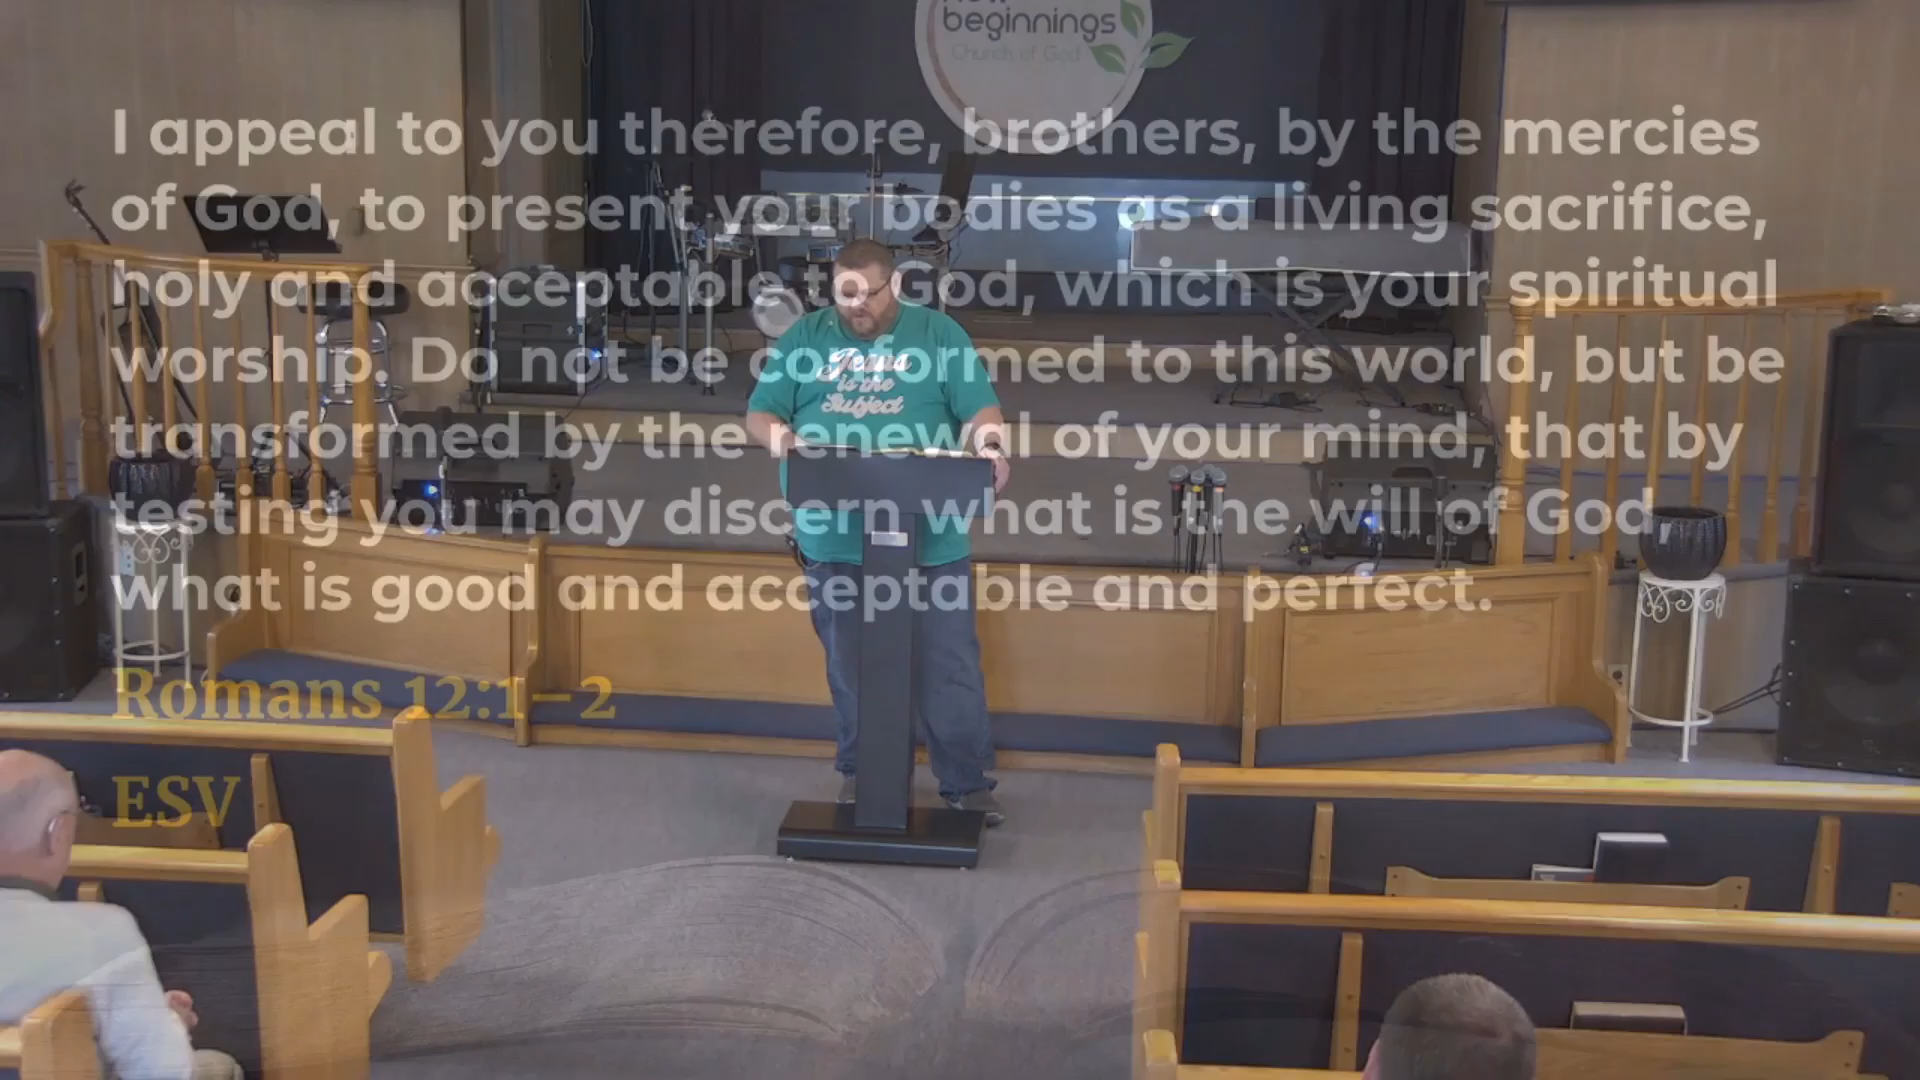 beginnings
Church of God
I appeal to you therefore, brothers, by the mercies
of God, to present your bodies as a living sacrifice,
holy and acceptable to God, which is your spiritual
worship. Do not be conformed to this world, but be
transformed by the renewal of your mind, that by
testing you may discern what is the will of God
what is good and acceptable and perfect.
Jesus
is the
Subject
Romans 12:1–2
ESV